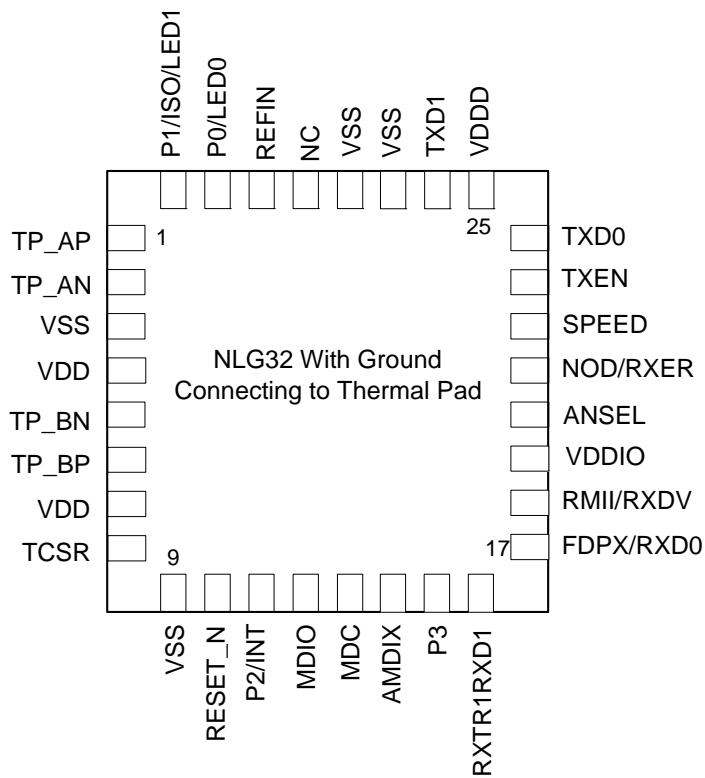 P1/ISO/LED1
P0/LED0
REFIN
NC
VSS
VSS
TXD1
VDDD
1
25
TP_AP
TP_AN
VSS
VDD
TP_BN
TP_BP
VDD
TCSR
NLG32 With Ground
Connecting to Thermal Pad
TXD0
TXEN
SPEED
NOD/RXER
ANSEL
VDDIO
RMII/RXDV
FDPX/RXD0
9
17
VSS
RESET_N
P2/INT
MDIO
MDC
AMDIX
P3
RXTR1RXD1